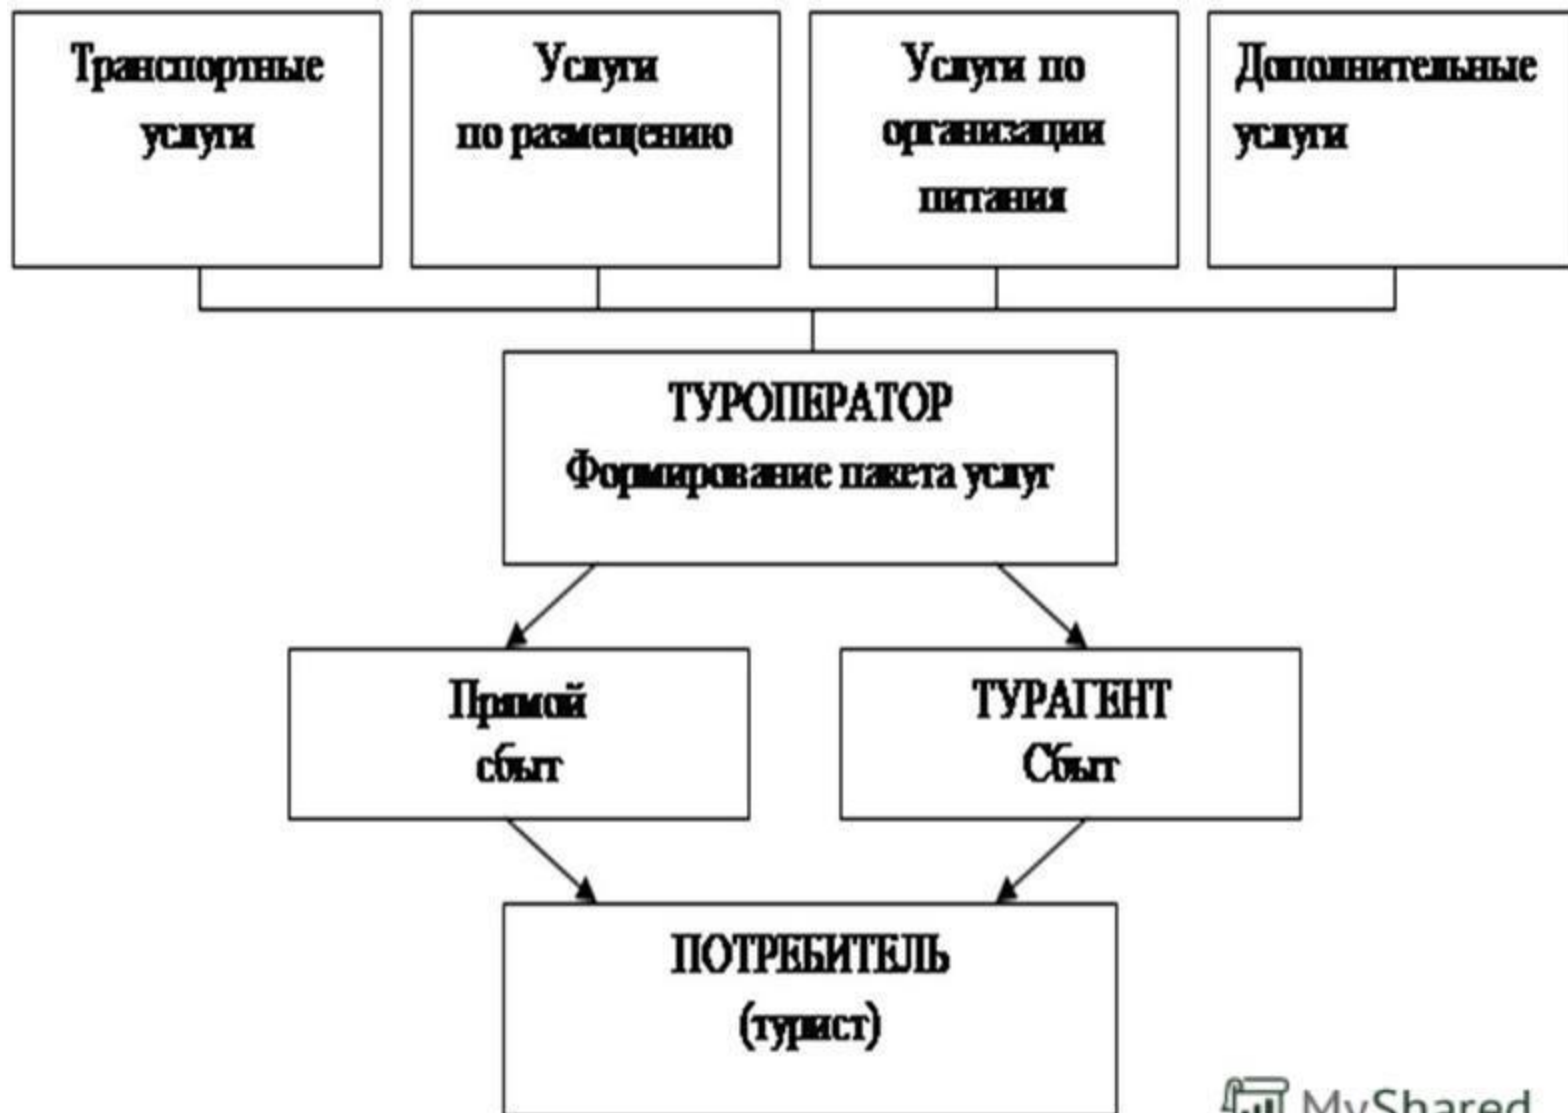 Транспортные
услуги
Услуги
по размещению
Услуги по
организации
питания
Дополнительные
услуги
ТУРОПЕРАТОР
Формирование пакета услуг
Прямой
сбыт
ТУРАГЕНТ
Сбыт
ПОТРЕБИТЕЛЬ
(турист)
MyShared